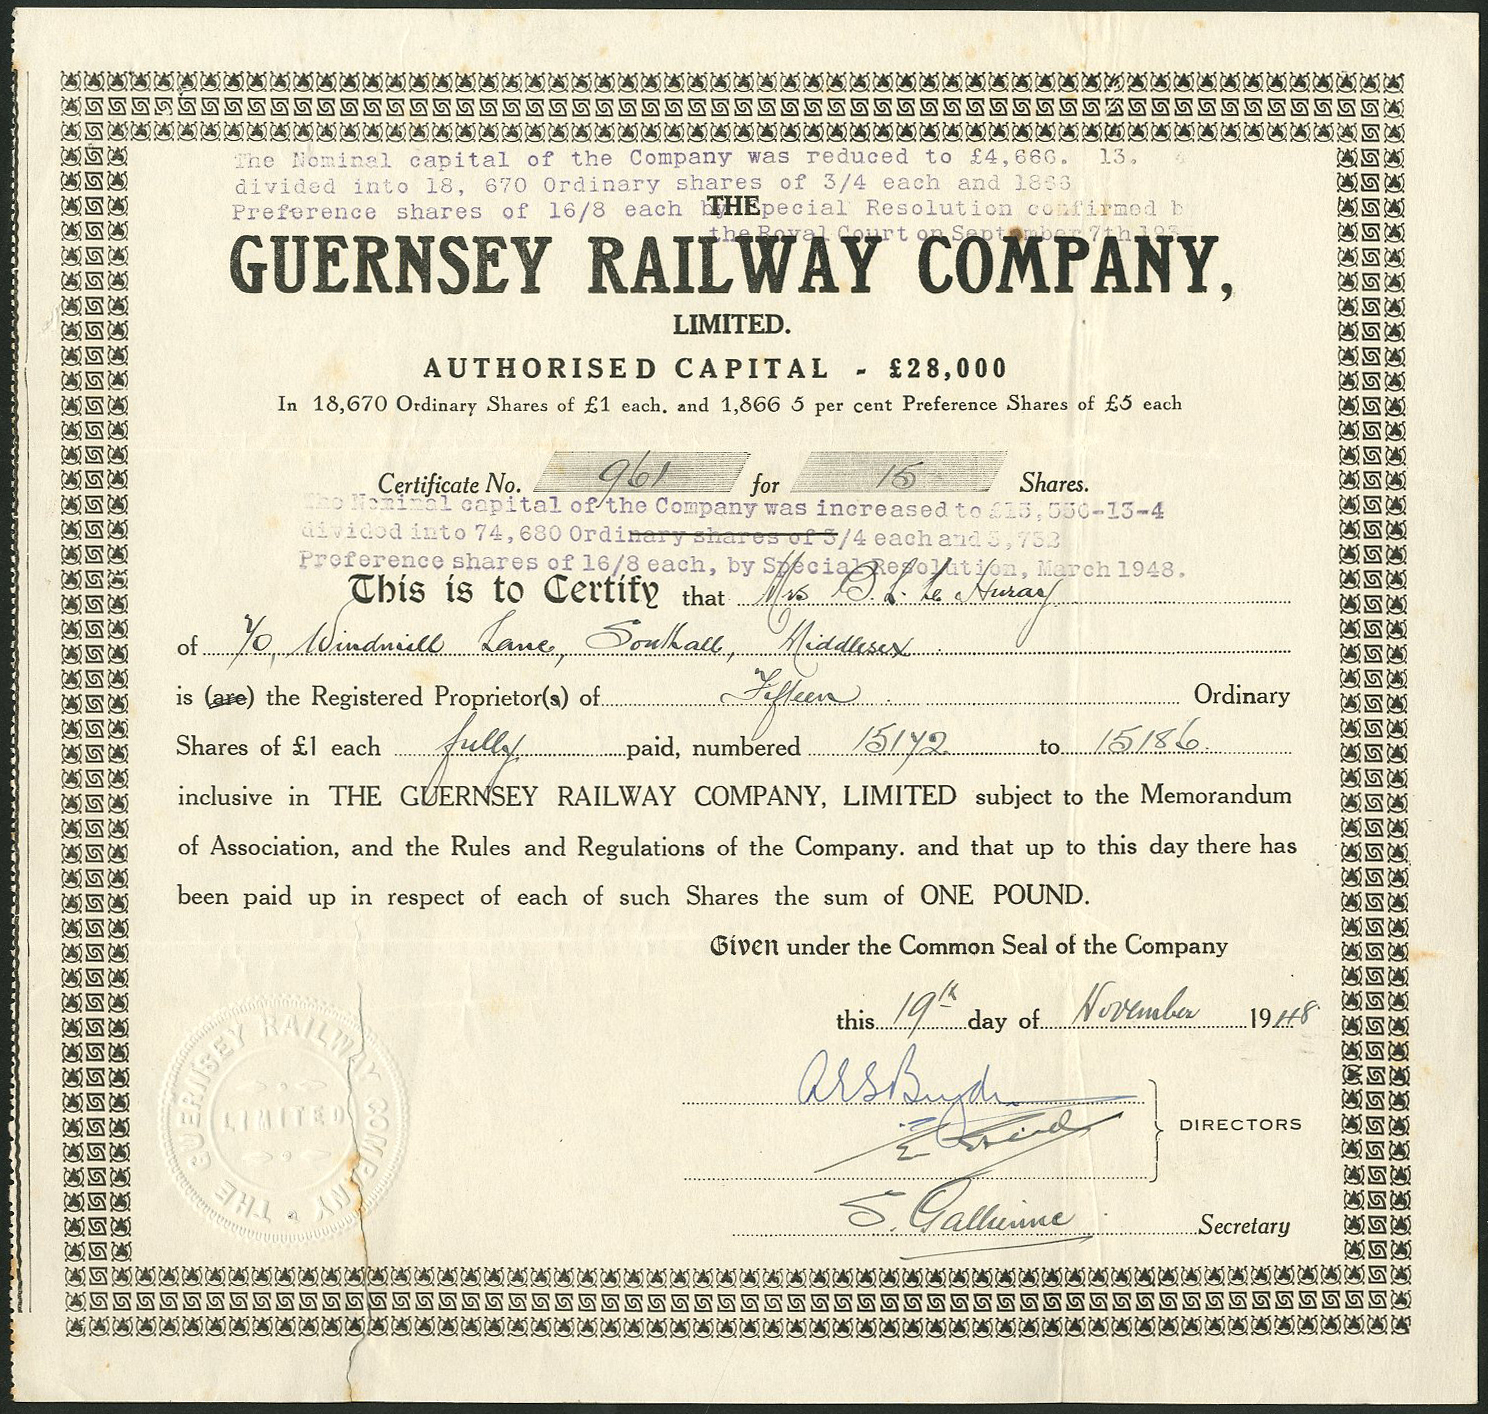 The Nominal capital of the Company was reduced to £4,666. 13.
divided into 18, 670 Ordinary shares of 3/4 each and 1866
Preference shares of 16/8 each by Special Resolution confirmed
the Royal Court on September 7th
THE
GUERNSEY RAILWAY COMPANY,
LIMITED.
AUTHORISED CAPITAL - £28,000
In 18,670 Ordinary Shares of £1 each. and 1,866 5 per cent Preference Shares of £5 each
Certificate No. 961 for 15 Shares.
The Nominal capital of the Company was increased to
divided into 74,680 Ordinary shares of 3/4 each and
Preference shares of 16/8 each, by Special Resolution, March 1948.
This is to Certify that Mrs Le Huray
of Windmill Lane, Southall, Middlesex
is (are) the Registered Proprietor(s) of Fifteen Ordinary
Shares of £1 each fully paid, numbered 15172 to 15186
inclusive in THE GUERNSEY RAILWAY COMPANY, LIMITED subject to the Memorandum
of Association, and the Rules and Regulations of the Company. and that up to this day there has
been paid up in respect of each of such Shares the sum of ONE POUND.
Given under the Common Seal of the Company
this 19th day of November 1948
DIRECTORS
S. Gallienne Secretary
THE GUERNSEY RAILWAY COMPANY
LIMITED